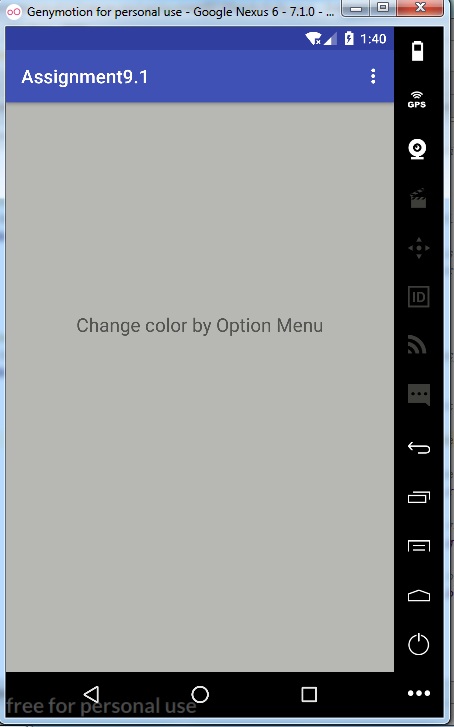 Genymotion for personal use - Google Nexus 6 - 7.1.0 - ...
1:40
Assignment9.1
GPS
Change color by Option Menu
ID
free for personal use